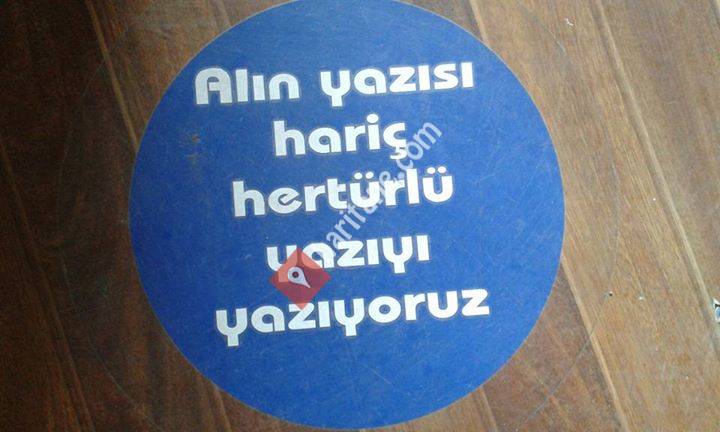 Alın yazısı
hariç
hertürlü
yazıyı
yazıyoruz